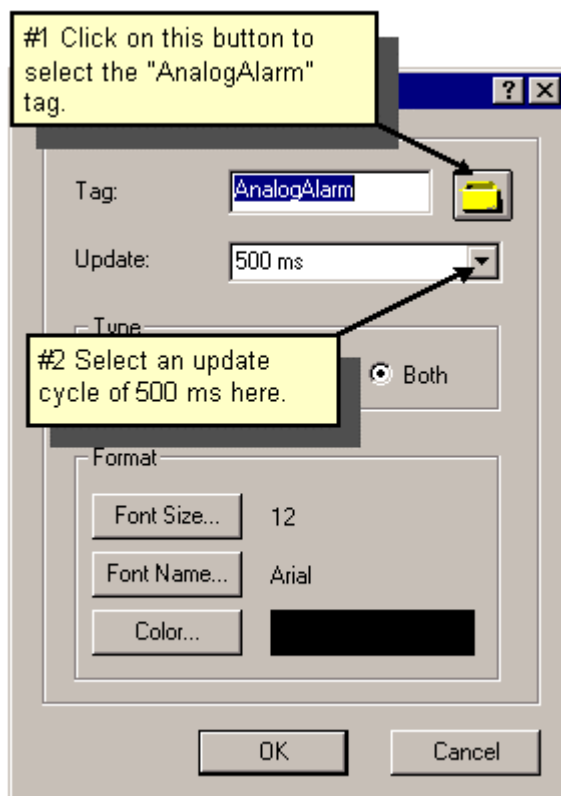 #1 Click on this button to
select the "AnalogAlarm"
tag.
Tag:
AnalogAlarm
Update:
500 ms
Type
#2 Select an update
cycle of 500 ms here.
Both
Format
Font Size...
12
Font Name...
Arial
Color...
OK
Cancel